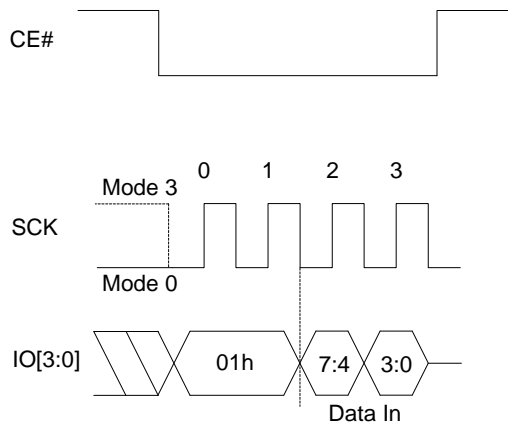 CE#
0 1 2 3
Mode 3
SCK
Mode 0
IO[3:0]
01h 7:4 3:0
Data In